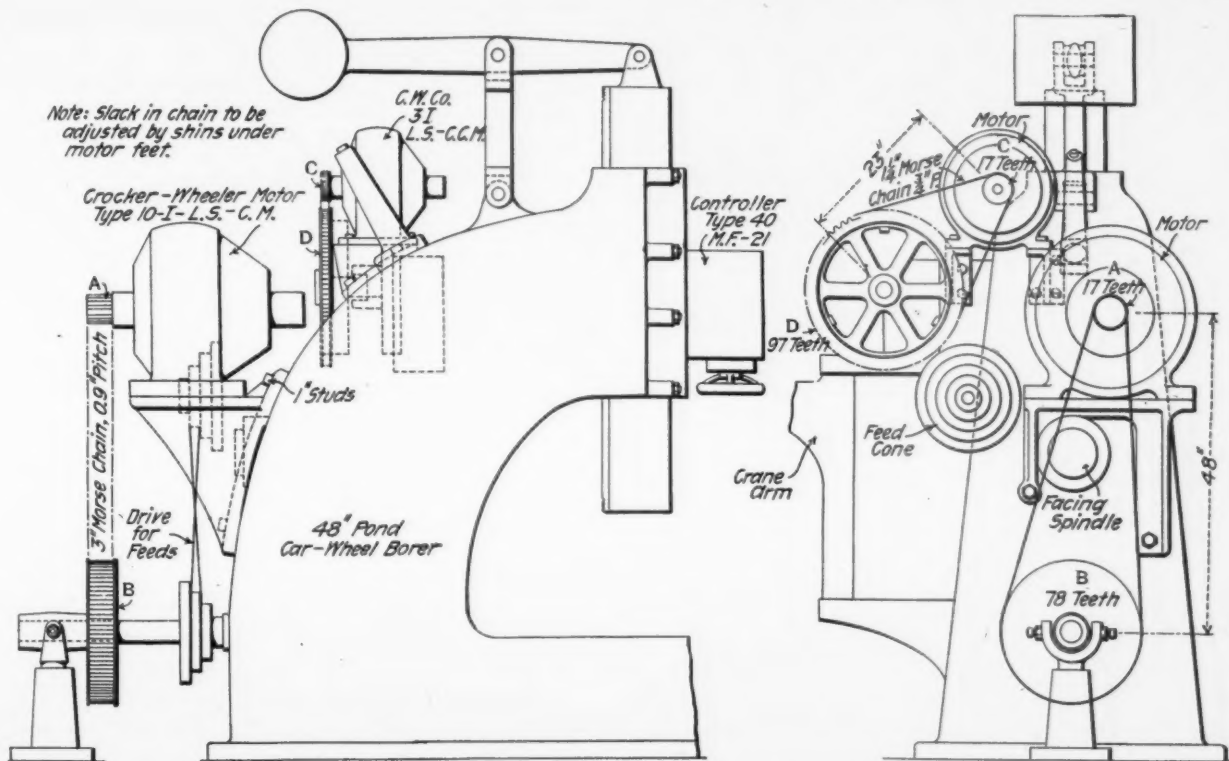 Note: Slack in chain to be
adjusted by shins under
motor feet.
C.W. Co.
3 I
L.S.-C.C.M.
Crocker-Wheeler Motor
Type 10-I-L.S.-C.M.
C
D
A
3" Morse Chain, 0.9" Pitch
Drive
for
Feeds
B
1" Studs
48" Pond
Car-Wheel Borer
Controller
Type 40
M.F.-21
Motor
C
17 Teeth
1¼" Morse
Chain
Motor
A
17 Teeth
D
97 Teeth
Feed
Cone
Crane
arm
Facing
Spindle
48"
B
78 Teeth